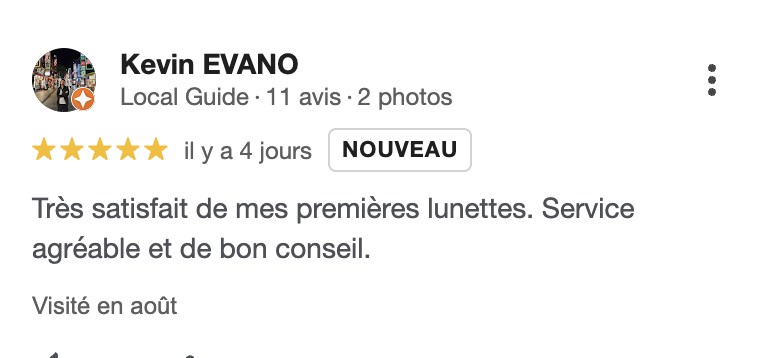 Kevin EVANO
Local Guide · 11 avis · 2 photos
il y a 4 jours NOUVEAU
Très satisfait de mes premières lunettes. Service
agréable et de bon conseil.
Visité en août